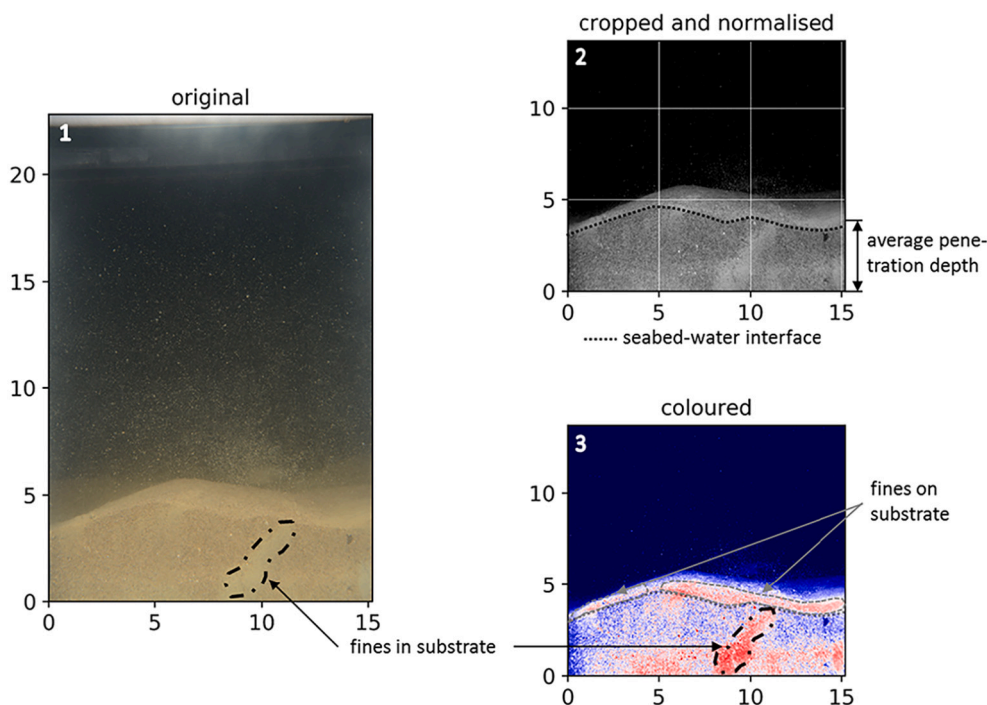 original
1
20
15
10
5
0
0 5 10 15
fines in substrate
cropped and normalised
2
10
5
0
0 5 10 15
average pene-
tration depth
seabed-water interface
coloured
3
10
5
0
0 5 10 15
fines on
substrate